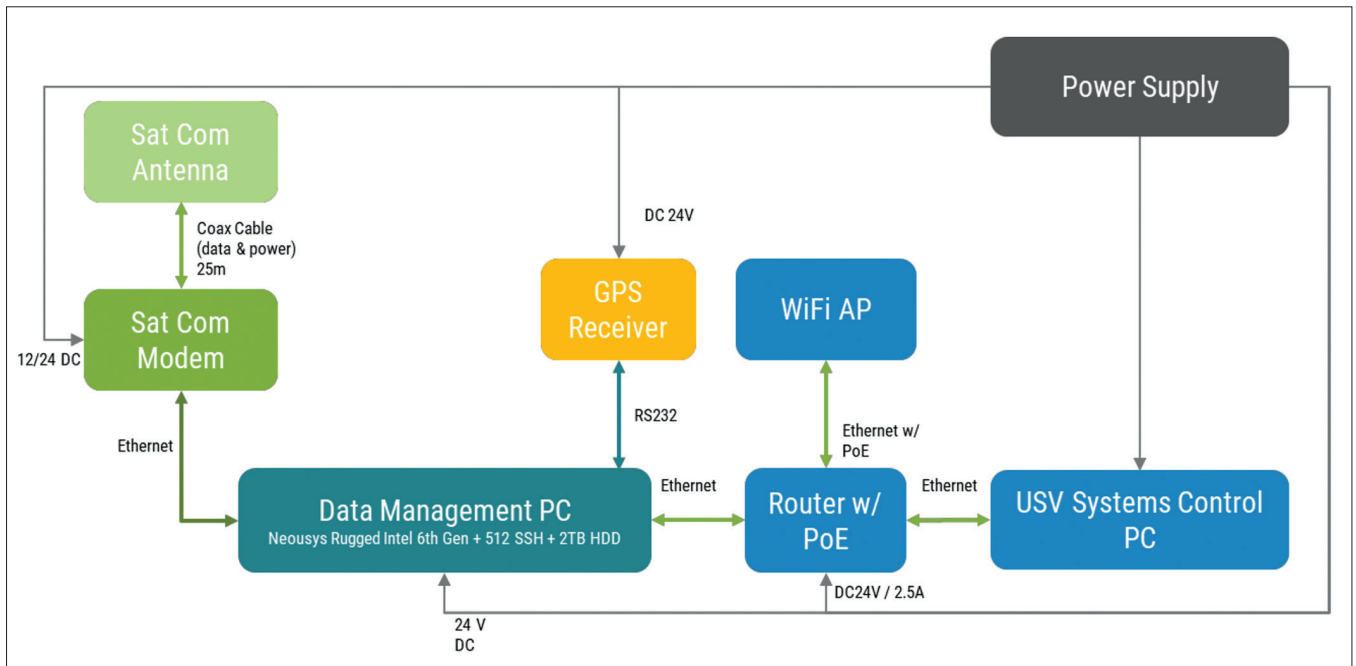 Power Supply
Sat Com
Antenna
Coax Cable
(data & power)
25m
DC 24V
GPS
Receiver
WiFi AP
Sat Com
Modem
12/24 DC
Ethernet
RS232
Ethernet w/
PoE
Data Management PC
Neousys Rugged Intel 6th Gen + 512 SSH + 2TB HDD
Ethernet
Router w/
PoE
Ethernet
USV Systems Control
PC
DC24V / 2.5A
24 V
DC